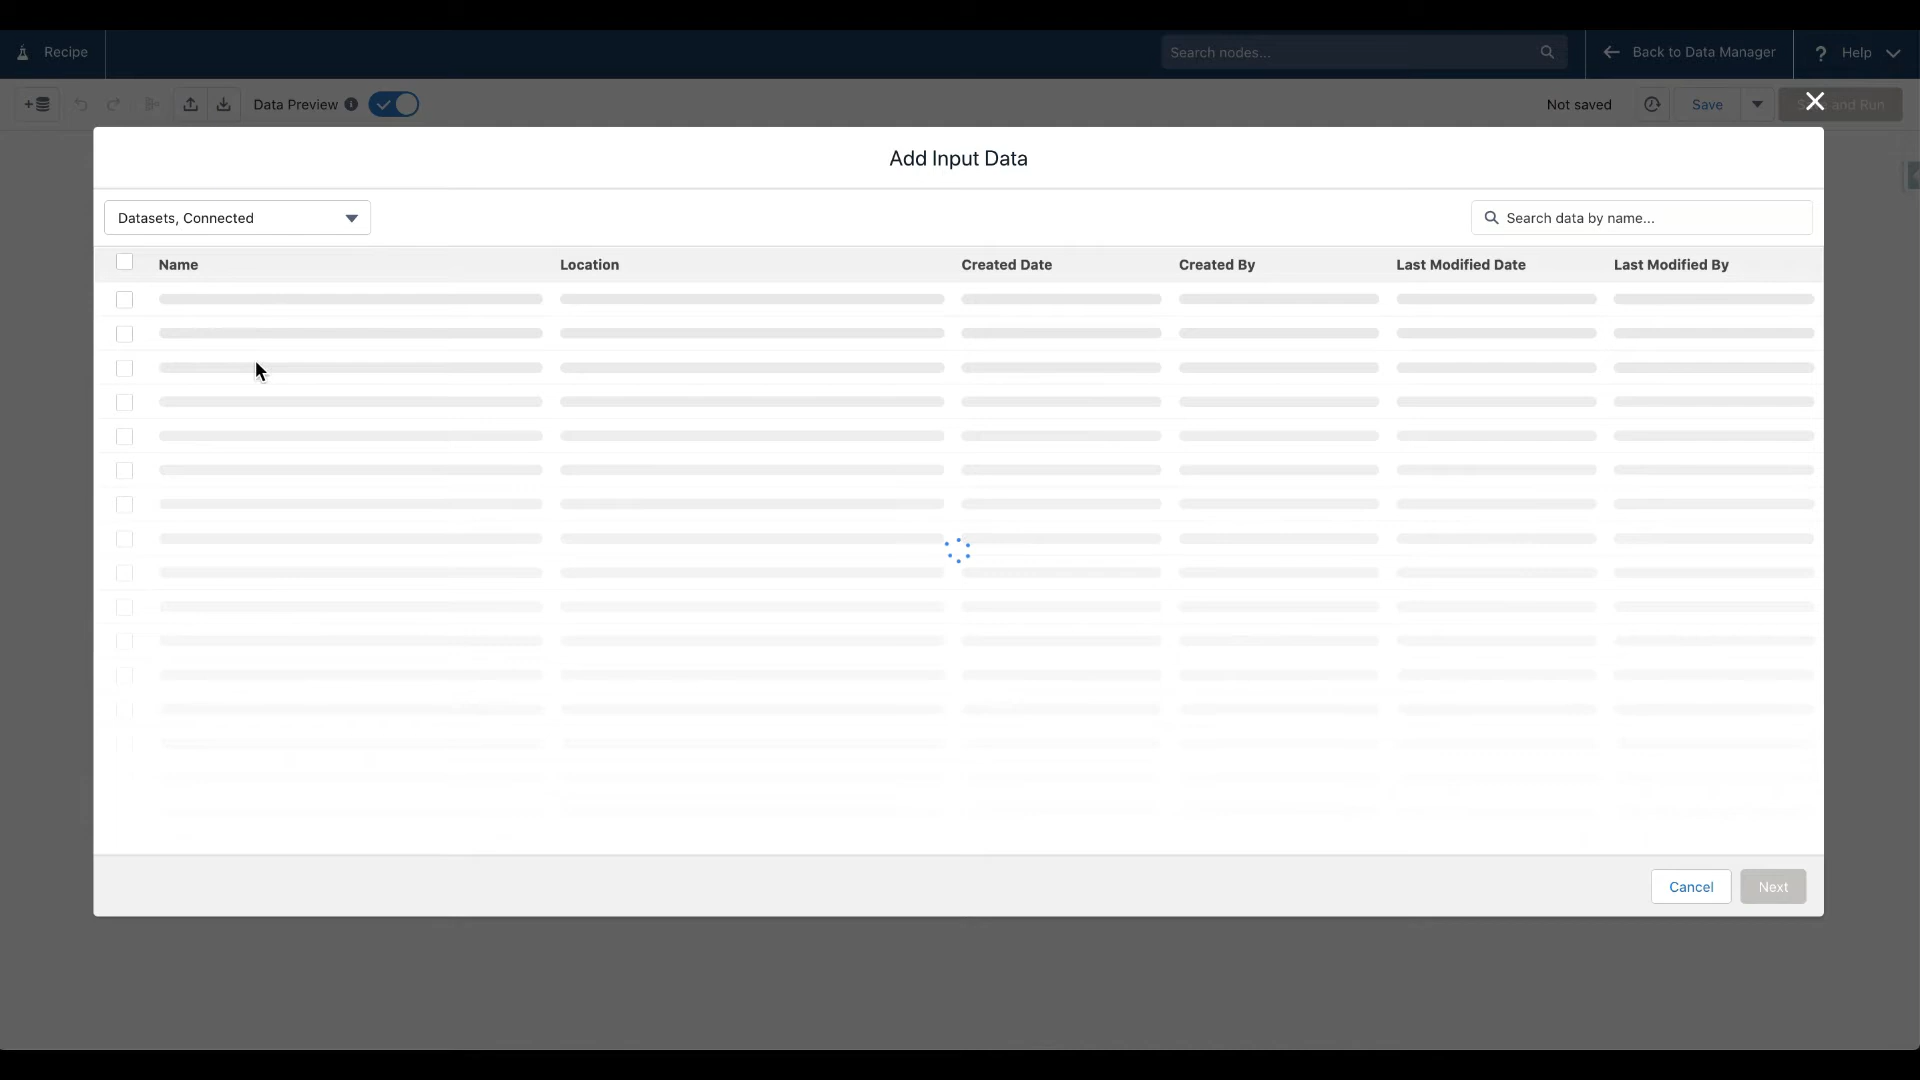 Recipe
Search nodes...
Back to Data Manager
? Help
Data Preview
Not saved
Save
and Run
Add Input Data
Datasets, Connected
Search data by name...
Name Location Created Date Created By Last Modified Date Last Modified By
Cancel
Next